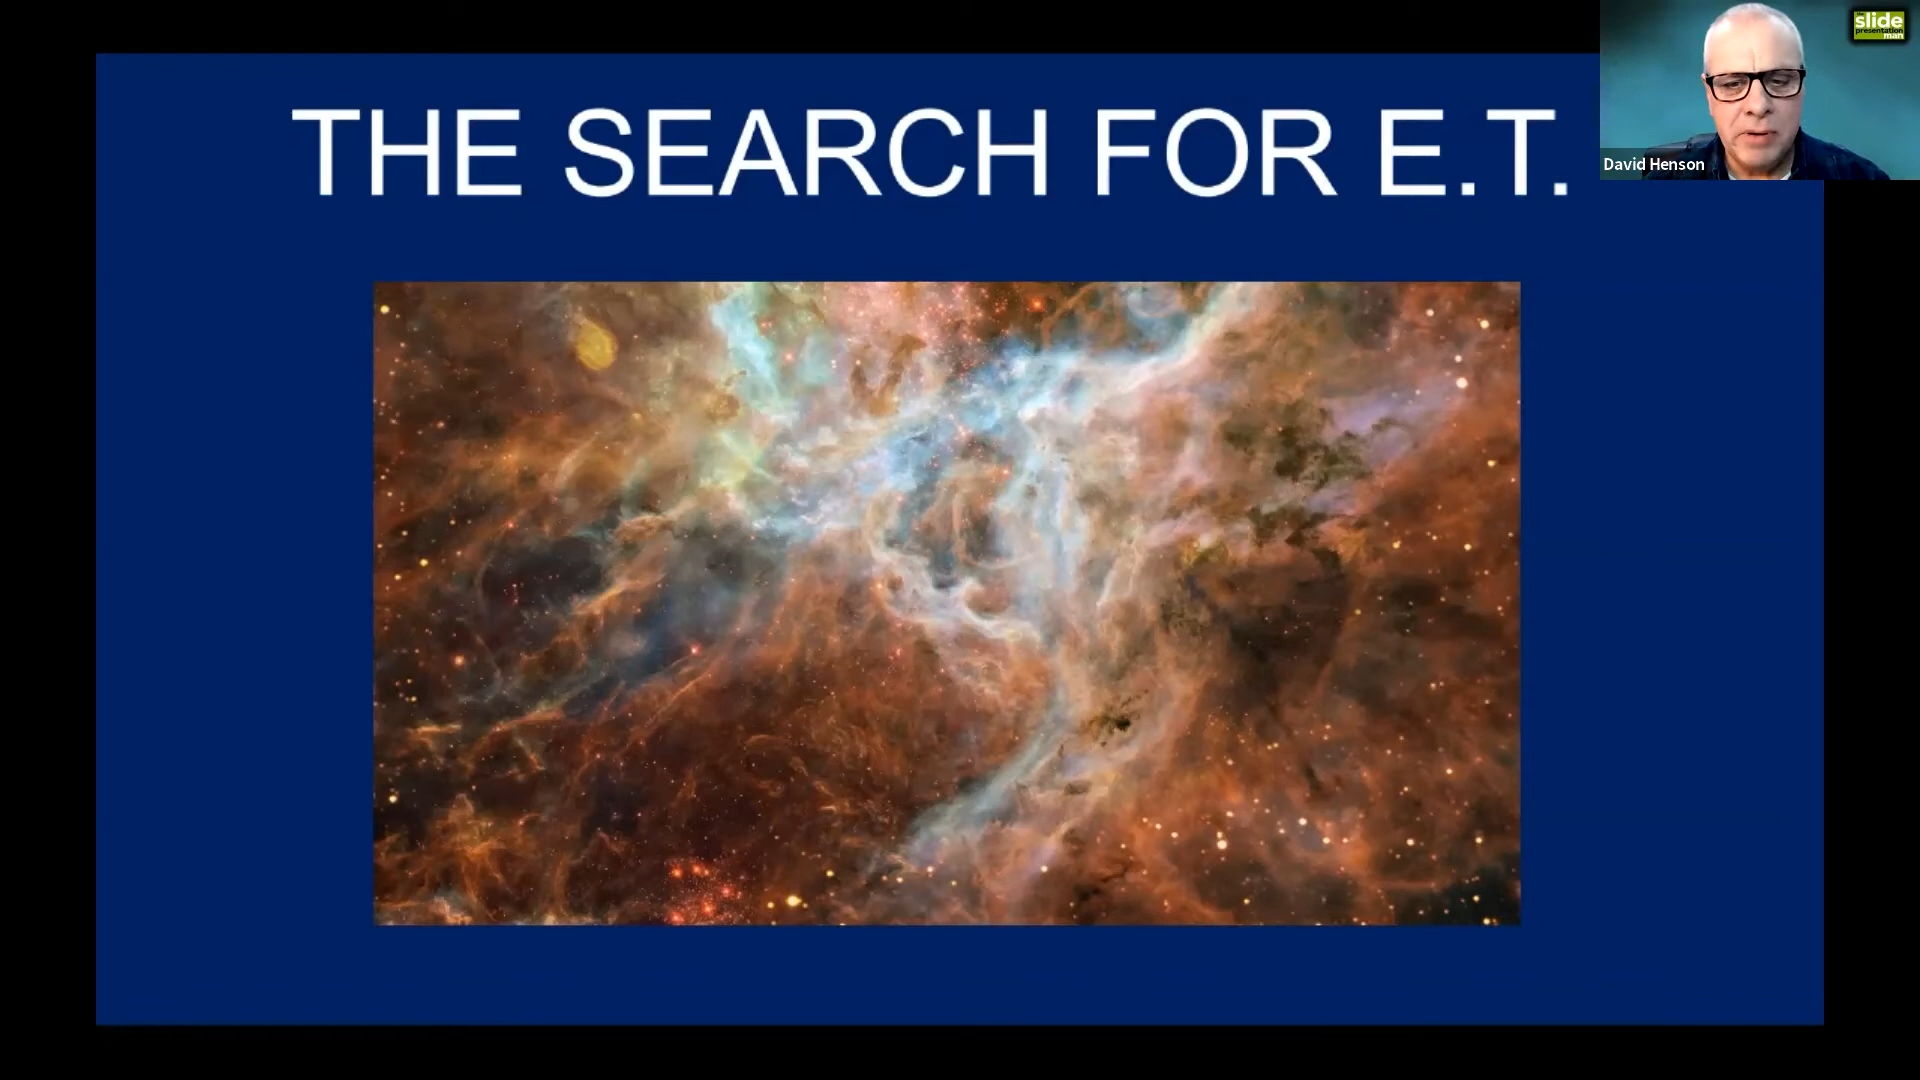 THE SEARCH FOR E.T.
David Henson
slide
presentation
man